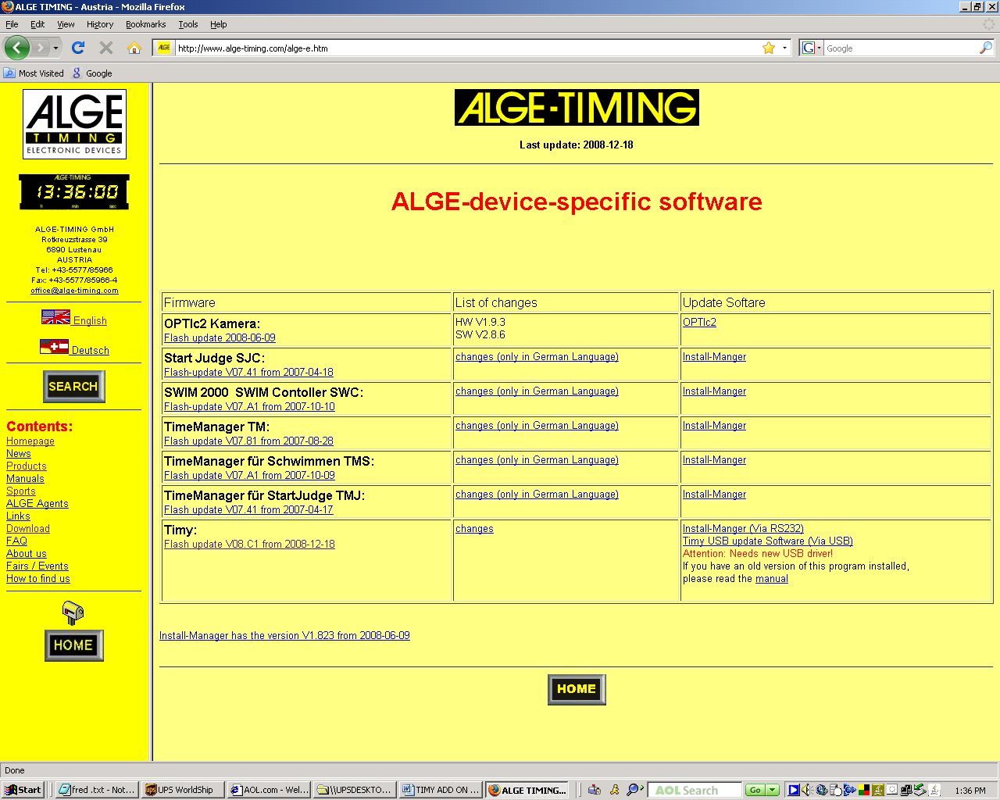 ALGE TIMING - Austria - Mozilla Firefox
File Edit View History Bookmarks Tools Help
ALGE http://www.alge-timing.com/alge-e.htm
G Google
Most Visited Google
ALGE
TIMING
ELECTRONIC DEVICES
ALGE-TIMING
13:36:00
h min sec
ALGE-TIMING GmbH
Rotkreuzstrasse 39
6890 Lustenau
AUSTRIA
Tel: +43-5577/85966
Fax: +43-5577/85966-4
office@alge-timing.com
English
Deutsch
SEARCH
Contents:
Homepage
News
Products
Manuals
Sports
ALGE Agents
Links
Download
FAQ
About us
Fairs / Events
How to find us
HOME
ALGE-TIMING
Last update: 2008-12-18
ALGE-device-specific software
Firmware List of changes Update Softare
OPTIc2 Kamera:
Flash update 2008-06-09
HW V1.9.3
SW V2.8.6
OPTIc2
Start Judge SJC:
Flash-update V07.41 from 2007-04-18
changes (only in German Language)
Install-Manger
SWIM 2000 SWIM Contoller SWC:
Flash-update V07.A1 from 2007-10-10
changes (only in German Language)
Install-Manger
TimeManager TM:
Flash update V07.81 from 2007-08-28
changes (only in German Language)
Install-Manger
TimeManager für Schwimmen TMS:
Flash update V07.A1 from 2007-10-09
changes (only in German Language)
Install-Manger
TimeManager für StartJudge TMJ:
Flash update V07.41 from 2007-04-17
changes (only in German Language)
Install-Manger
Timy:
Flash update V08.C1 from 2008-12-18
changes
Install-Manger (Via RS232)
Timy USB update Software (Via USB)
Attention: Needs new USB driver!
If you have an old version of this program installed,
please read the manual
Install-Manager has the version V1.823 from 2008-06-09
HOME
Done
Start fred .txt - Not... UPS WorldShip AOL.com - Wel... \\UPSDESKTO... TIMY ADD ON ... ALGE TIMING... AOL Search Go 1:36 PM